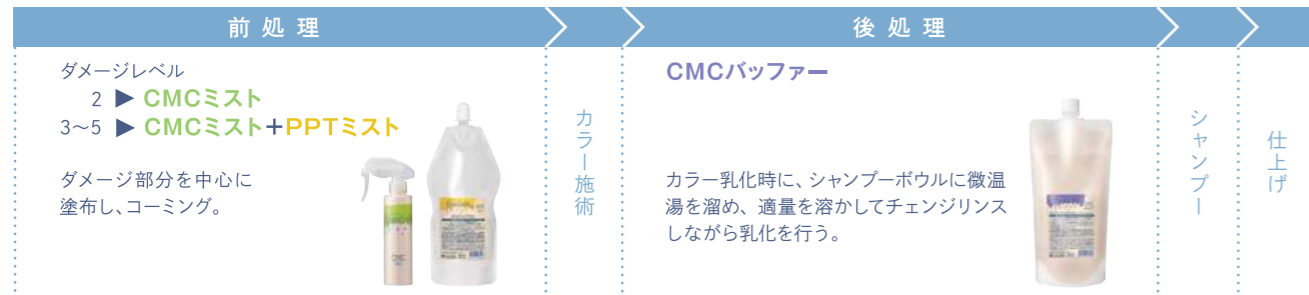 前処理
ダメージレベル
2 ▶ CMCミスト
3〜5 ▶ CMCミスト+PPTミスト
ダメージ部分を中心に
塗布し、コーミング。
カラー施術
後処理
CMCバッファー
カラー乳化時に、シャンプーボウルに微温
湯を溜め、適量を溶かしてチェンジリンス
しながら乳化を行う。
シャンプー
仕上げ